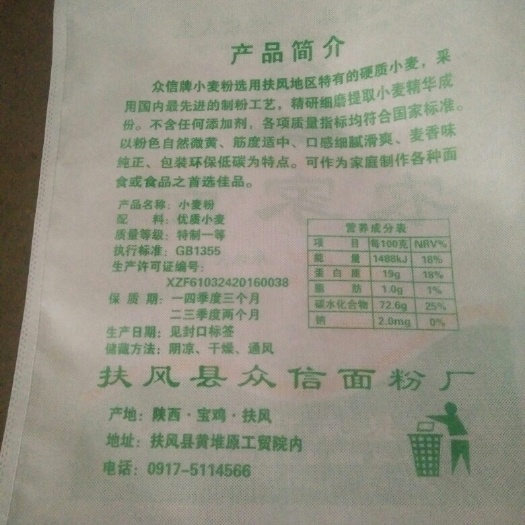 产品简介
众信牌小麦粉选用扶风地区特有的硬质小麦，采
用国内最先进的制粉工艺，精研细磨提取小麦精华成
份。不含任何添加剂，各项质量指标均符合国家标准。
以粉色自然微黄、筋度适中、口感细腻滑爽、麦香味
纯正、包装环保低碳为特点。可作为家庭制作各种面
食或食品之首选佳品。
产品名称：小麦粉
配 料：优质小麦
质量等级：特制一等
执行标准：GB1355
生产许可证编号：
XZF61032420160038
保 质 期：一四季度三个月
二三季度两个月
生产日期：见封口标签
储藏方法：阴凉、干燥、通风
营养成分表
项 目 每100克 NRV%
能 量 1488kJ 18%
蛋 白 质 19g 18%
脂 肪 1.0g 1%
碳水化合物 72.6g 25%
钠 2.0mg 0%
扶风县众信面粉厂
产地：陕西·宝鸡·扶风
地址：扶风县黄堆原工贸院内
电话：0917-5114566